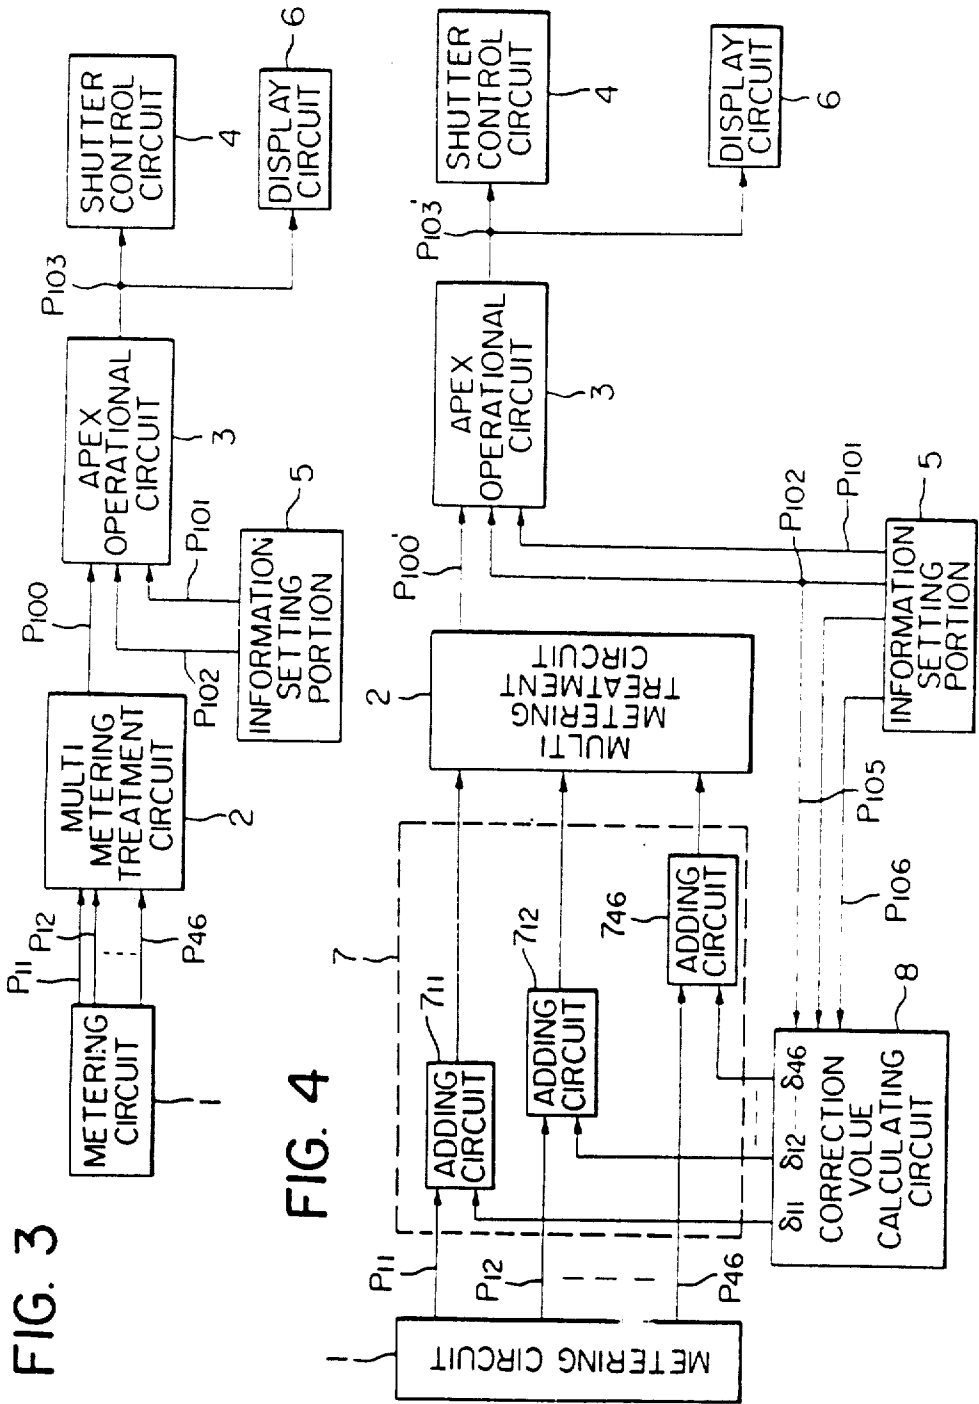 FIG. 3
METERING
CIRCUIT
1
P11
P12
P46
MULTI
METERING
TREATMENT
CIRCUIT
2
P100
P102
P101
INFORMATION
SETTING
PORTION
5
APEX
OPERATIONAL
CIRCUIT
3
P103
SHUTTER
CONTROL
CIRCUIT
4
DISPLAY
CIRCUIT
6
FIG. 4
METERING CIRCUIT
1
P11
P12
P46
7
ADDING
CIRCUIT
711
ADDING
CIRCUIT
712
ADDING
CIRCUIT
746
δ11 δ12 δ46
CORRECTION
VOLUE
CALCULATING
CIRCUIT
8
MULTI
METERING
TREATMENT
CIRCUIT
2
P100'
P105
P106
P102
P101
INFORMATION
SETTING
PORTION
5
APEX
OPERATIONAL
CIRCUIT
3
P103'
SHUTTER
CONTROL
CIRCUIT
4
DISPLAY
CIRCUIT
6